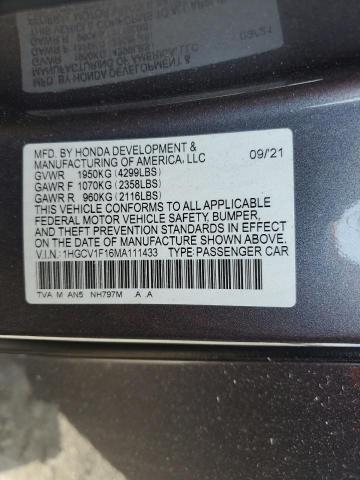 MFD. BY HONDA DEVELOPMENT &
MANUFACTURING OF AMERICA, LLC 09/21
GVWR 1950KG (4299LBS)
GAWR F 1070KG (2358LBS)
GAWR R 960KG (2116LBS)
THIS VEHICLE CONFORMS TO ALL APPLICABLE
FEDERAL MOTOR VEHICLE SAFETY, BUMPER,
AND THEFT PREVENTION STANDARDS IN EFFECT
ON THE DATE OF MANUFACTURE SHOWN ABOVE.
V.I.N.: 1HGCV1F16MA111433 TYPE: PASSENGER CAR
TVA M AN5 NH797M A A